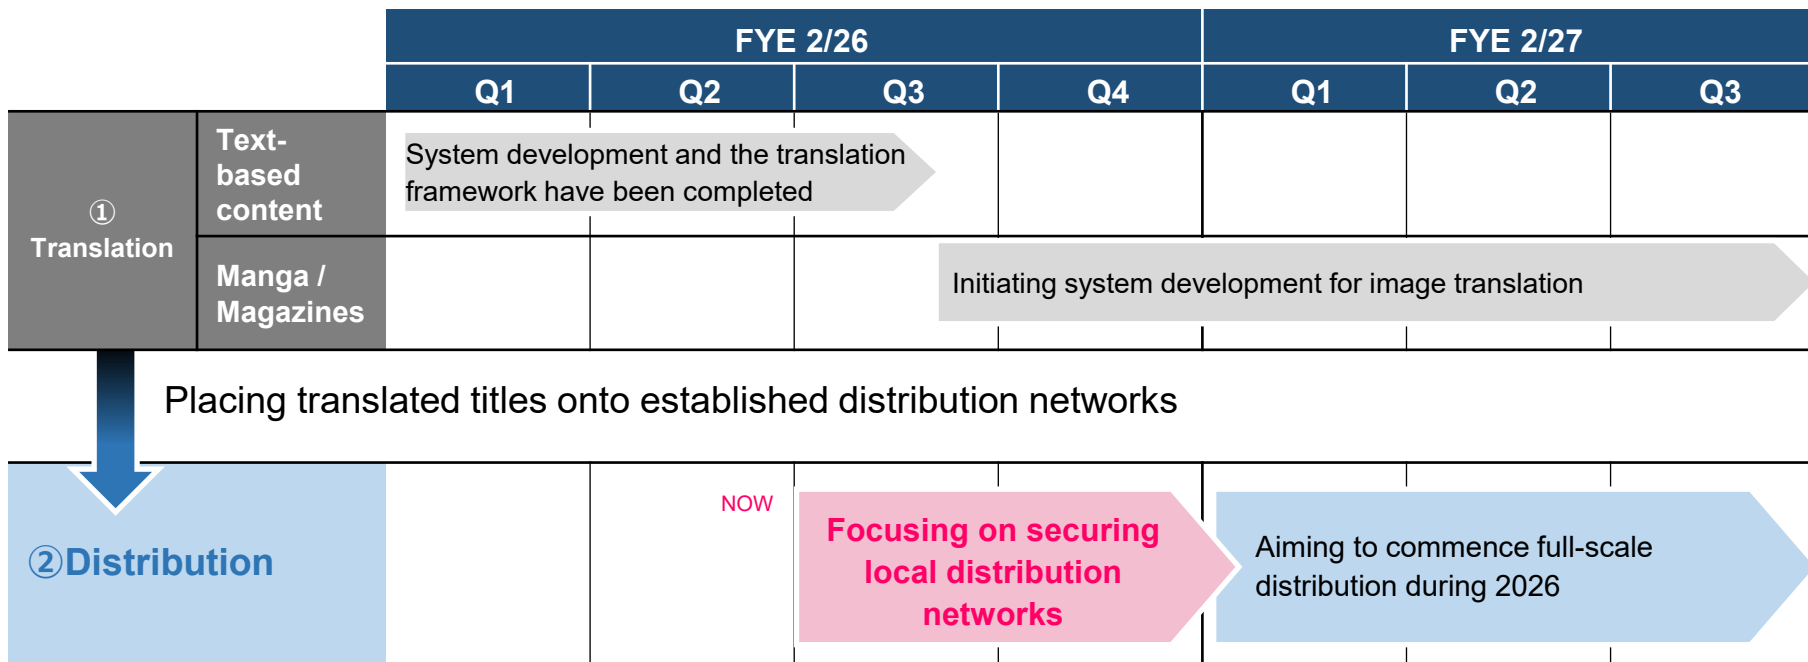 FYE 2/26
FYE 2/27
Q1
Q2
Q3
Q4
Q1
Q2
Q3
①
Translation
Text-
based
content
System development and the translation
framework have been completed
Manga /
Magazines
Initiating system development for image translation
Placing translated titles onto established distribution networks
②Distribution
NOW
Focusing on securing
local distribution
networks
Aiming to commence full-scale
distribution during 2026